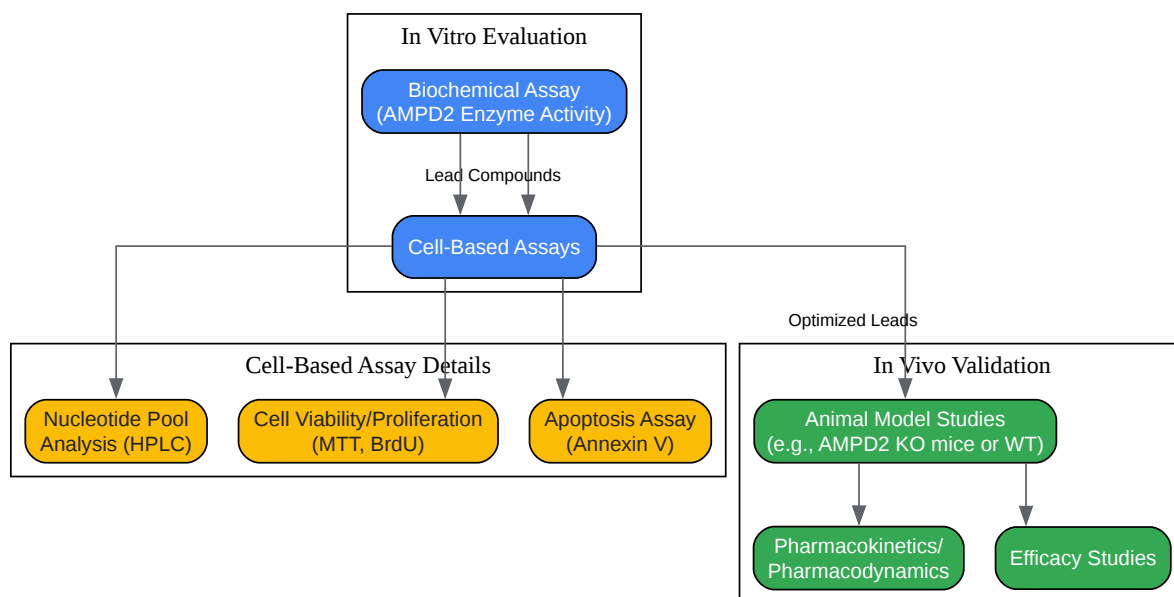 In Vitro Evaluation
Biochemical Assay
(AMPD2 Enzyme Activity)
Lead Compounds
Cell-Based Assays
Optimized Leads
Cell-Based Assay Details
Nucleotide Pool
Analysis (HPLC)
Cell Viability/Proliferation
(MTT, BrdU)
Apoptosis Assay
(Annexin V)
In Vivo Validation
Animal Model Studies
(e.g., AMPD2 KO mice or WT)
Pharmacokinetics/
Pharmacodynamics
Efficacy Studies